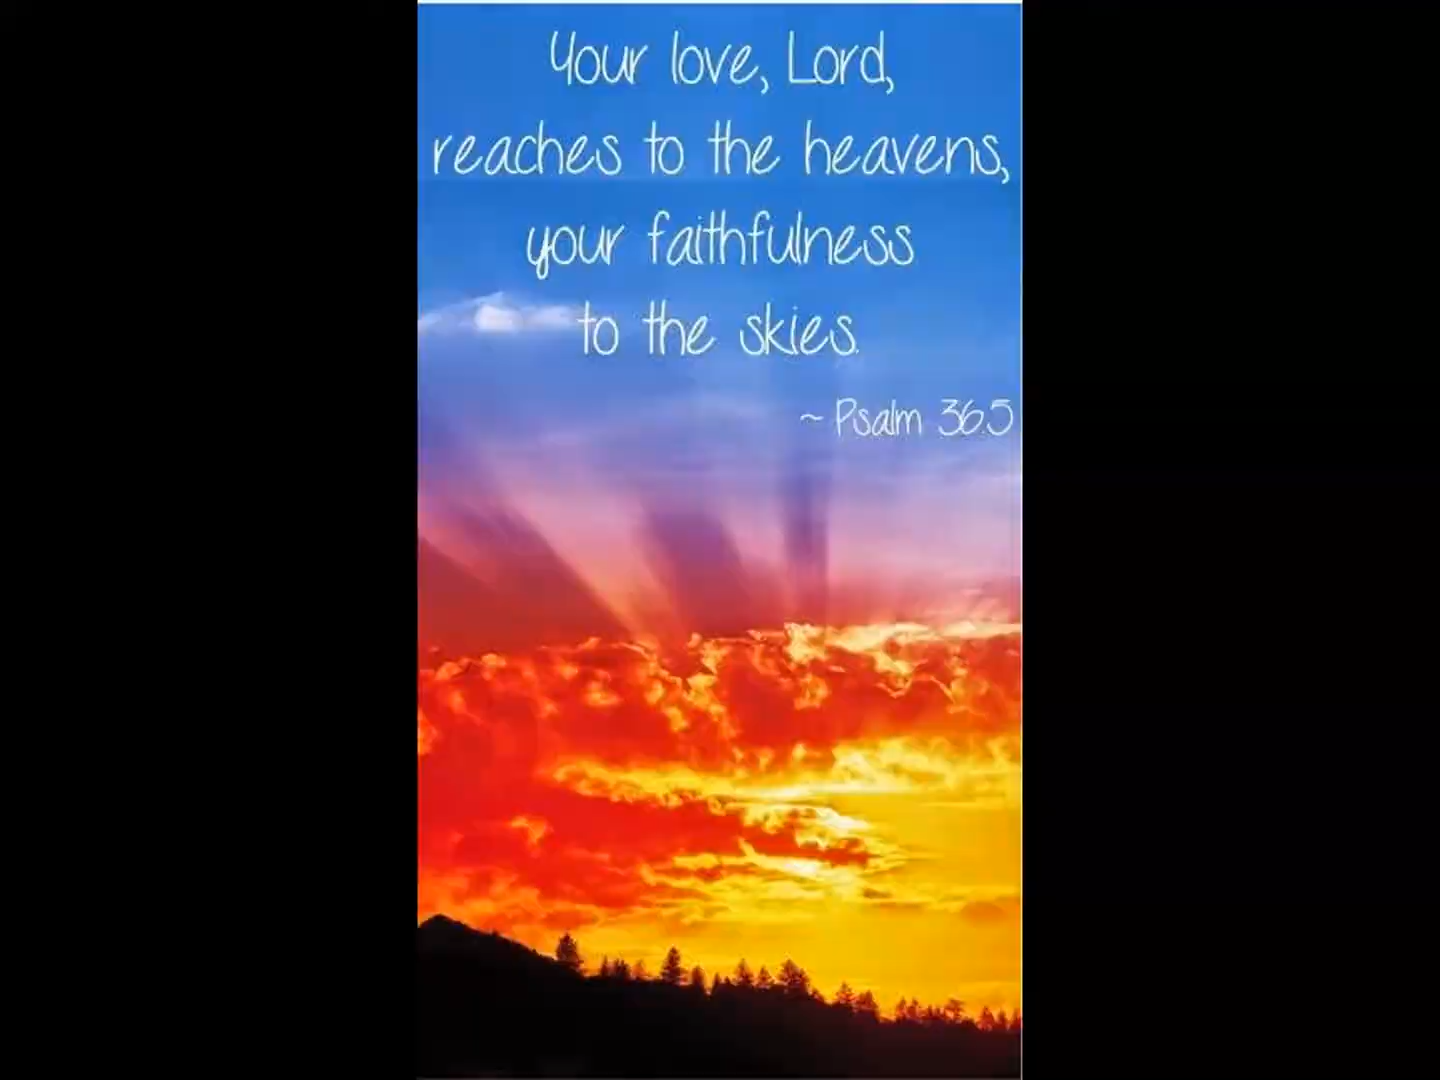 Your love, Lord,
reaches to the heavens,
your faithfulness
to the skies.
~ Psalm 36:5